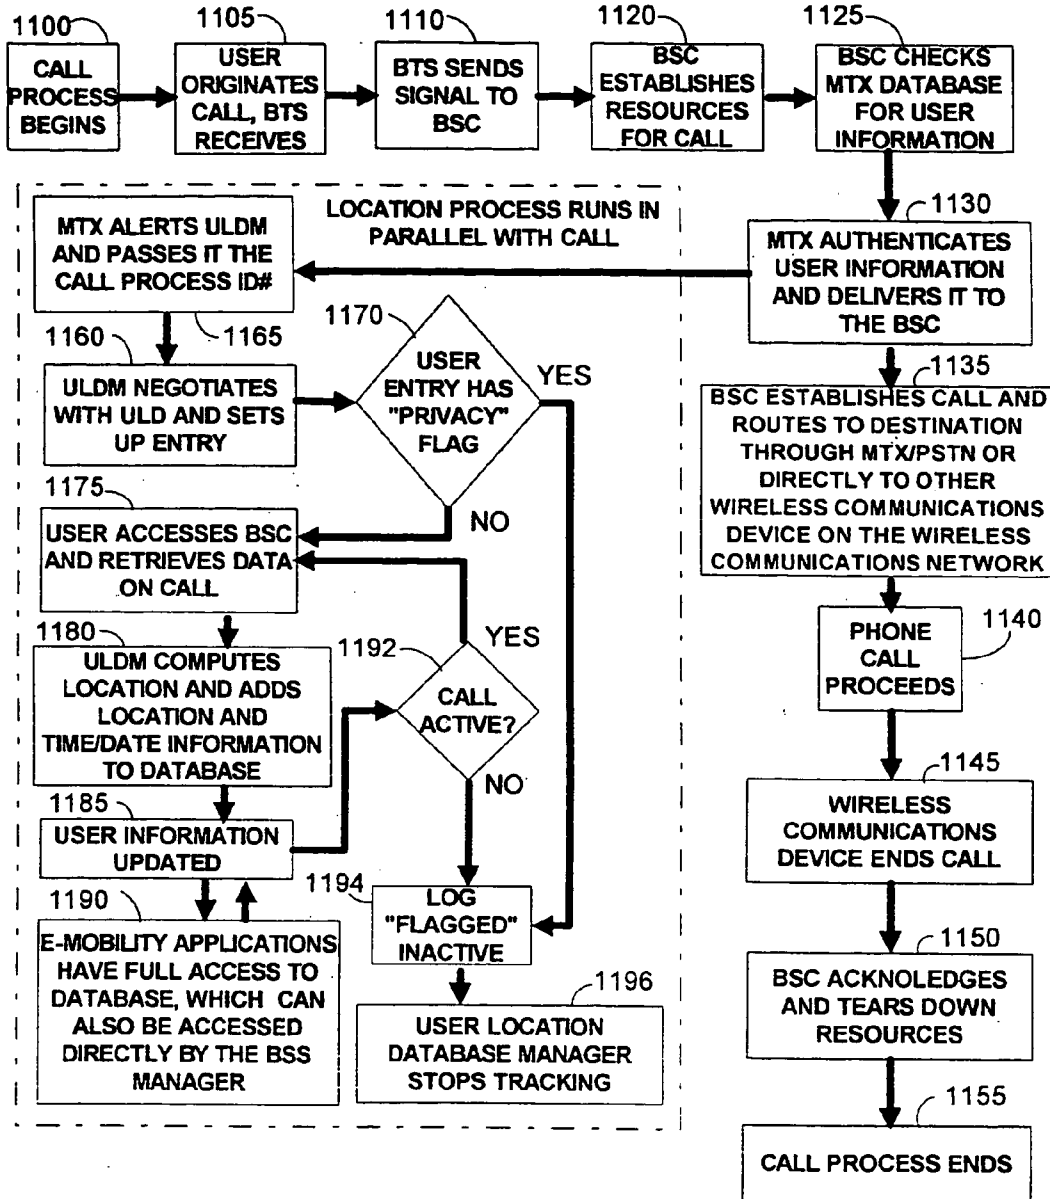 1100
CALL
PROCESS
BEGINS
1105
USER
ORIGINATES
CALL, BTS
RECEIVES
1110
BTS SENDS
SIGNAL TO
BSC
1120
BSC
ESTABLISHES
RESOURCES
FOR CALL
1125
BSC CHECKS
MTX DATABASE
FOR USER
INFORMATION
1130
MTX AUTHENTICATES
USER INFORMATION
AND DELIVERS IT TO
THE BSC
LOCATION PROCESS RUNS IN
PARALLEL WITH CALL
MTX ALERTS ULDM
AND PASSES IT THE
CALL PROCESS ID#
1165
1160
ULDM NEGOTIATES
WITH ULD AND SETS
UP ENTRY
1170
USER
ENTRY HAS
"PRIVACY"
FLAG
YES
NO
1175
USER ACCESSES BSC
AND RETRIEVES DATA
ON CALL
1180
ULDM COMPUTES
LOCATION AND ADDS
LOCATION AND
TIME/DATE INFORMATION
TO DATABASE
1192
CALL
ACTIVE?
YES
NO
1185
USER INFORMATION
UPDATED
1190
E-MOBILITY APPLICATIONS
HAVE FULL ACCESS TO
DATABASE, WHICH CAN
ALSO BE ACCESSED
DIRECTLY BY THE BSS
MANAGER
1194
LOG
"FLAGGED"
INACTIVE
1196
USER LOCATION
DATABASE MANAGER
STOPS TRACKING
1135
BSC ESTABLISHES CALL AND
ROUTES TO DESTINATION
THROUGH MTX/PSTN OR
DIRECTLY TO OTHER
WIRELESS COMMUNICATIONS
DEVICE ON THE WIRELESS
COMMUNICATIONS NETWORK
1140
PHONE
CALL
PROCEEDS
1145
WIRELESS
COMMUNICATIONS
DEVICE ENDS CALL
1150
BSC ACKNOLEDGES
AND TEARS DOWN
RESOURCES
1155
CALL PROCESS ENDS